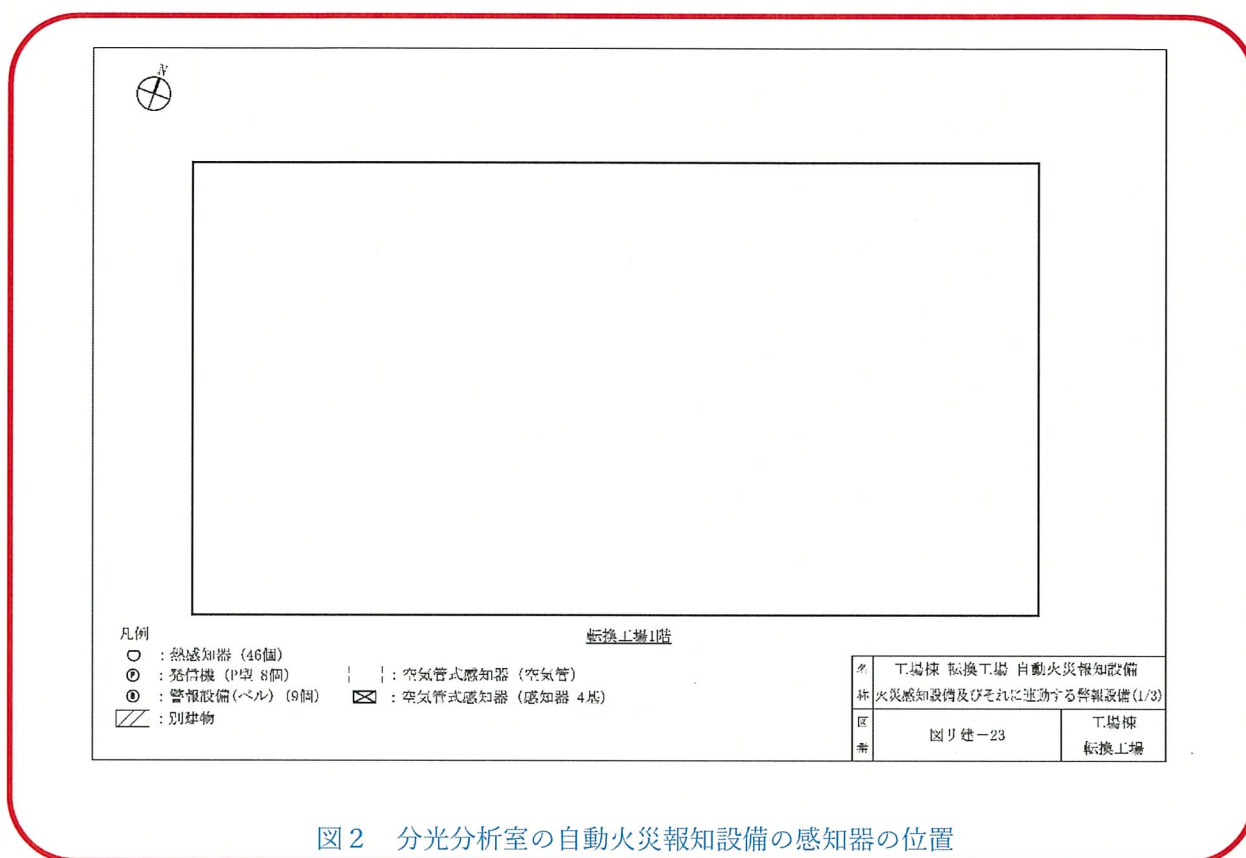 N
転換工場1階
凡例
：熱感知器 (46個)
Ⓟ ：発信機 (P型 8個)
：空気管式感知器 (空気管)
Ⓑ ：警報設備(ベル) (9個)
：空気管式感知器 (感知器 4基)
：別建物
名称
工場棟 転換工場 自動火災報知設備
火災感知設備及びそれに連動する警報設備(1/3)
図番
図リ建－23
工場棟
転換工場
図２　分光分析室の自動火災報知設備の感知器の位置